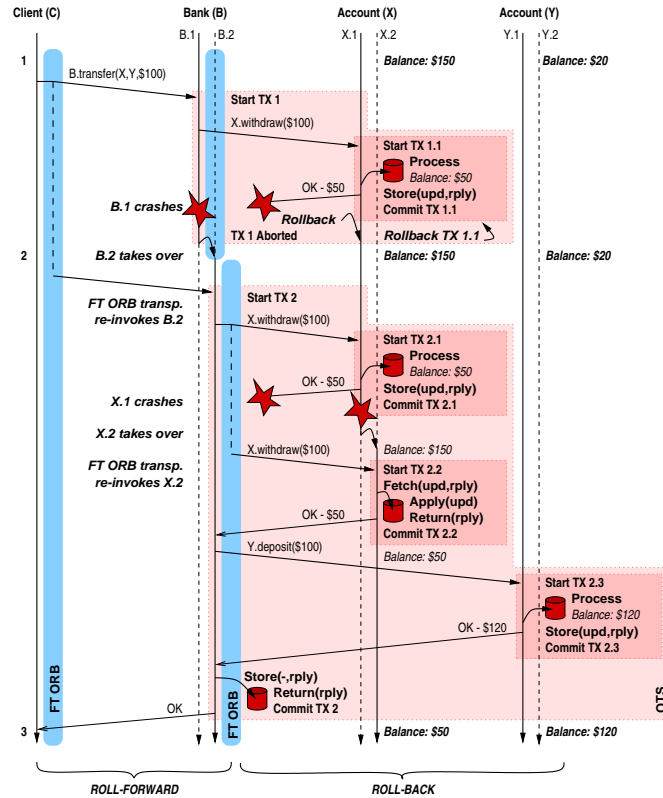 Client (C)
Bank (B)
Account (X)
Account (Y)
B.1
B.2
X.1
X.2
Y.1
Y.2
1
Balance: $150
Balance: $20
B.transfer(X,Y,$100)
Start TX 1
X.withdraw($100)
Start TX 1.1
Process
Balance: $50
OK - $50
Store(upd,rply)
Commit TX 1.1
B.1 crashes
Rollback
TX 1 Aborted
Rollback TX 1.1
2
B.2 takes over
Balance: $150
Balance: $20
FT ORB transp.
re-invokes B.2
Start TX 2
X.withdraw($100)
Start TX 2.1
Process
Balance: $50
OK - $50
Store(upd,rply)
Commit TX 2.1
X.1 crashes
X.2 takes over
Balance: $150
X.withdraw($100)
FT ORB transp.
re-invokes X.2
Start TX 2.2
Fetch(upd,rply)
Apply(upd)
Return(rply)
OK - $50
Commit TX 2.2
Y.deposit($100)
Balance: $50
Start TX 2.3
Process
Balance: $120
OK - $120
Store(upd,rply)
Commit TX 2.3
FT ORB
Store(-,rply)
Return(rply)
Commit TX 2
FT ORB
OTS
OK
3
Balance: $50
Balance: $120
ROLL-FORWARD
ROLL-BACK